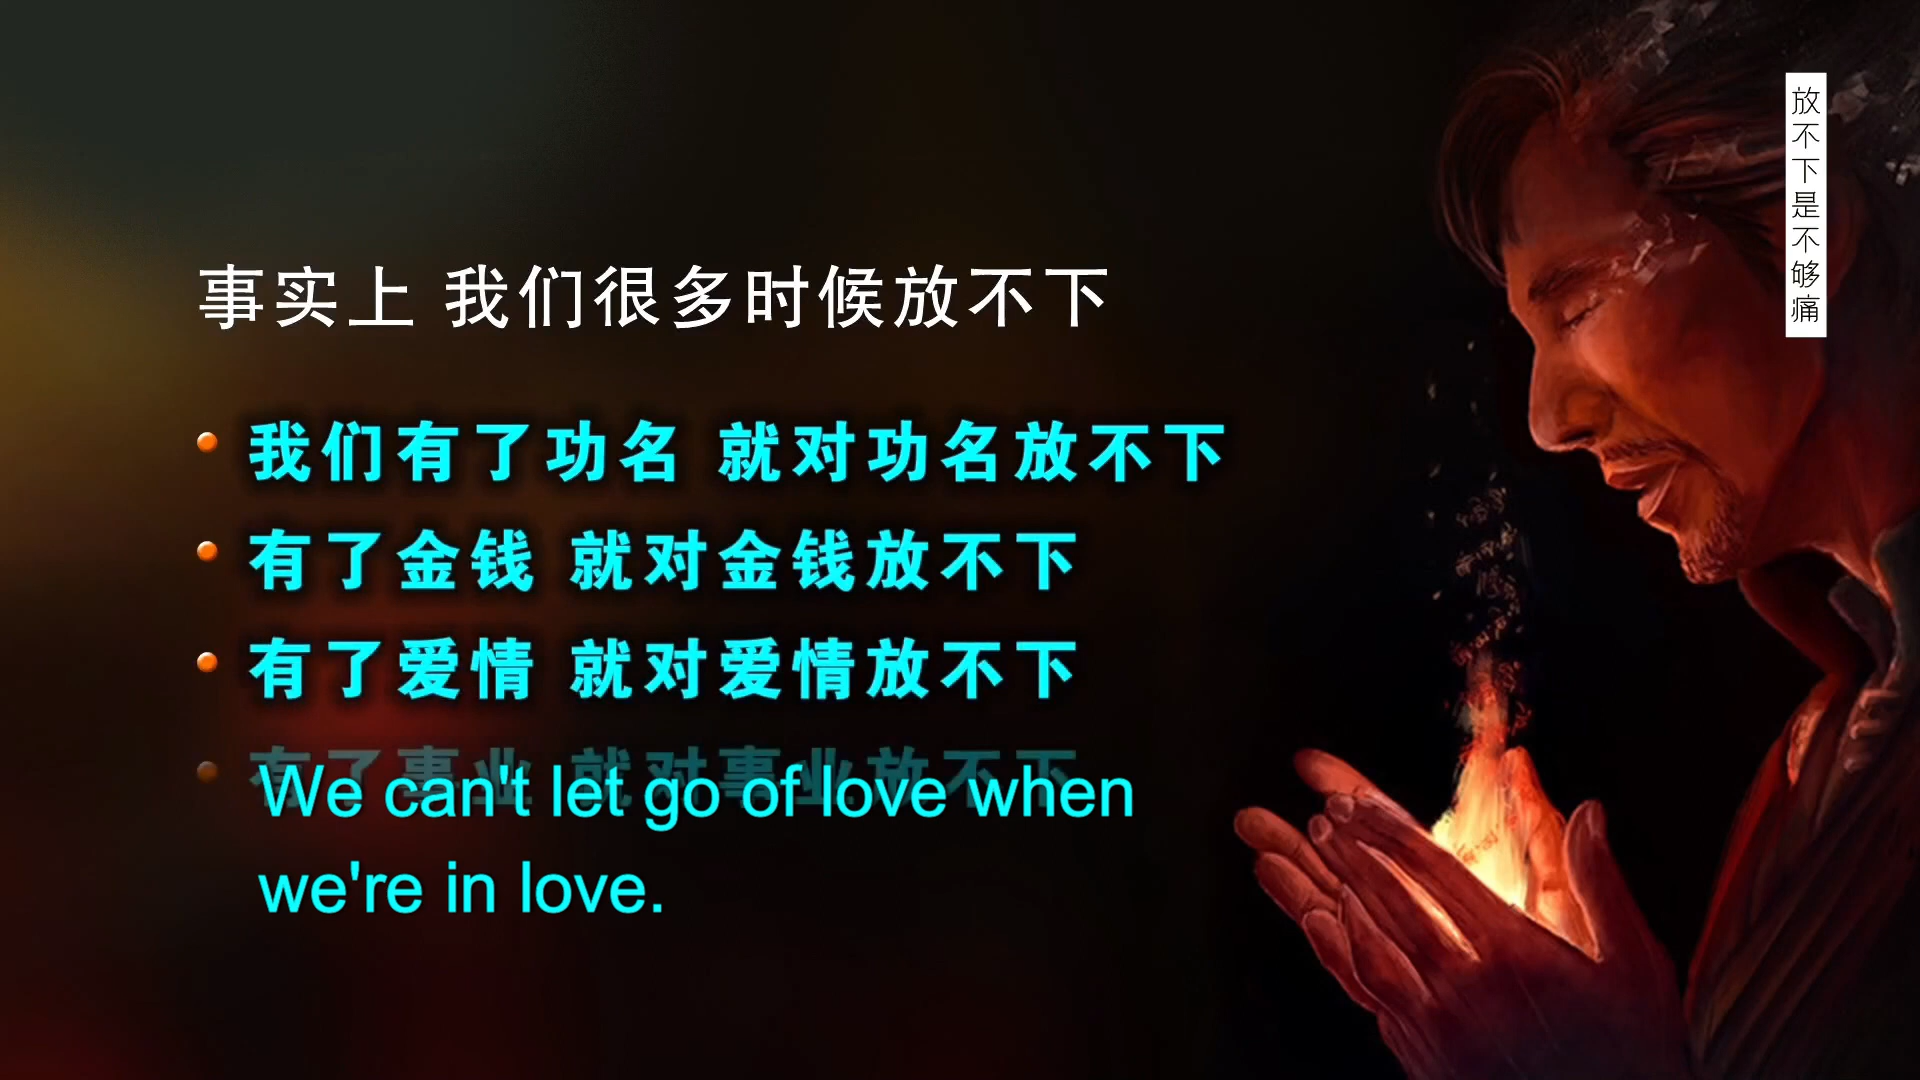 放不下是不够痛
事实上 我们很多时候放不下
我们有了功名 就对功名放不下
有了金钱 就对金钱放不下
有了爱情 就对爱情放不下
有了事业 就对事业放不下
We can't let go of love when
we're in love.